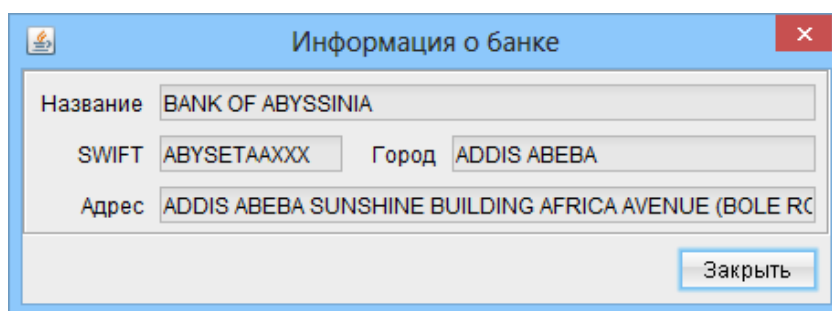 Информация о банке
Название BANK OF ABYSSINIA
SWIFT ABYSETAAXXX Город ADDIS ABEBA
Адрес ADDIS ABEBA SUNSHINE BUILDING AFRICA AVENUE (BOLE
Закрыть